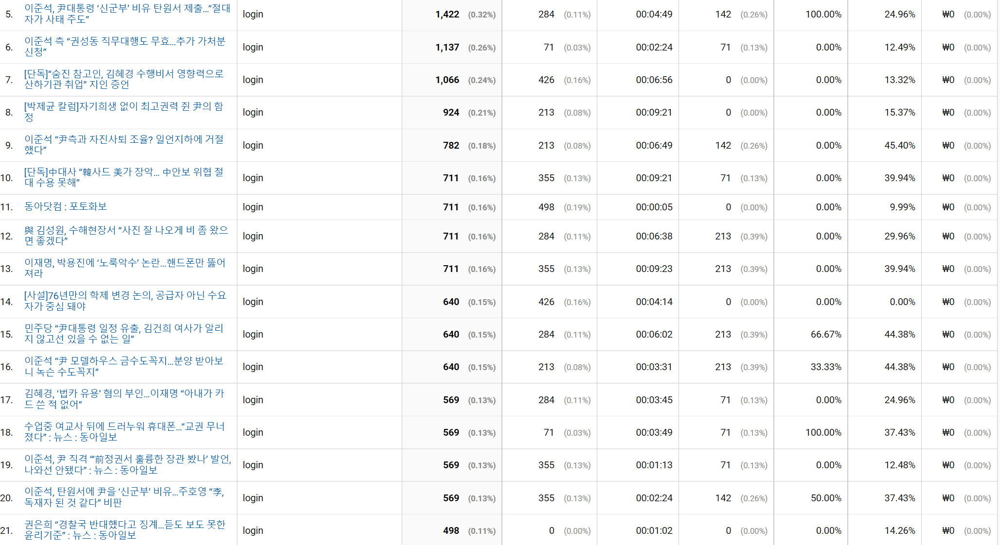 5. 이준석, 尹대통령 ‘신군부’ 비유 탄원서 제출…“절대 login 1,422 (0.32%) 284 (0.11%) 00:04:49 142 (0.26%) 100.00% 24.96% ₩0 (0.00%)
자가 사태 주도”
6. 이준석 측 “권성동 직무대행도 무효…추가 가처분 login 1,137 (0.26%) 71 (0.03%) 00:02:24 71 (0.13%) 0.00% 12.49% ₩0 (0.00%)
신청”
7. [단독]“숨진 참고인, 김혜경 수행비서 영향력으로 login 1,066 (0.24%) 426 (0.16%) 00:06:56 0 (0.00%) 0.00% 13.32% ₩0 (0.00%)
산하기관 취업” 지인 증언
8. [박제균 칼럼]자기희생 없이 최고권력 쥔 尹의 함 login 924 (0.21%) 213 (0.08%) 00:09:21 0 (0.00%) 0.00% 15.37% ₩0 (0.00%)
정
9. 이준석 “尹측과 자진사퇴 조율? 일언지하에 거절 login 782 (0.18%) 213 (0.08%) 00:06:49 142 (0.26%) 0.00% 45.40% ₩0 (0.00%)
했다”
10. [단독]中대사 “韓사드 美가 장악… 中안보 위협 절 login 711 (0.16%) 355 (0.13%) 00:09:21 71 (0.13%) 0.00% 39.94% ₩0 (0.00%)
대 수용 못해”
11. 동아닷컴 : 포토화보 login 711 (0.16%) 498 (0.19%) 00:00:05 0 (0.00%) 0.00% 9.99% ₩0 (0.00%)
12. 與 김성원, 수해현장서 “사진 잘 나오게 비 좀 왔으 login 711 (0.16%) 284 (0.11%) 00:06:38 213 (0.39%) 0.00% 29.96% ₩0 (0.00%)
면 좋겠다”
13. 이재명, 박용진에 ‘노룩악수’ 논란…핸드폰만 뚫어 login 711 (0.16%) 355 (0.13%) 00:09:23 213 (0.39%) 0.00% 39.94% ₩0 (0.00%)
져라
14. [사설]76년만의 학제 변경 논의, 공급자 아닌 수요 login 640 (0.15%) 426 (0.16%) 00:04:14 0 (0.00%) 0.00% 0.00% ₩0 (0.00%)
자가 중심 돼야
15. 민주당 “尹대통령 일정 유출, 김건희 여사가 알리 login 640 (0.15%) 284 (0.11%) 00:06:02 213 (0.39%) 66.67% 44.38% ₩0 (0.00%)
지 않고선 있을 수 없는 일”
16. 이준석 “尹 모델하우스 금수도꼭지…분양 받아보 login 640 (0.15%) 213 (0.08%) 00:03:31 213 (0.39%) 33.33% 44.38% ₩0 (0.00%)
니 녹슨 수도꼭지”
17. 김혜경, ‘법카 유용’ 혐의 부인…이재명 “아내가 카 login 569 (0.13%) 284 (0.11%) 00:03:45 71 (0.13%) 0.00% 24.96% ₩0 (0.00%)
드 쓴 적 없어”
18. 수업중 여교사 뒤에 드러누워 휴대폰…“교권 무너 login 569 (0.13%) 71 (0.03%) 00:03:49 71 (0.13%) 100.00% 37.43% ₩0 (0.00%)
졌다” : 뉴스 : 동아일보
19. 이준석, 尹 직격 “‘前정권서 훌륭한 장관 봤나’ 발언, login 569 (0.13%) 355 (0.13%) 00:01:13 71 (0.13%) 0.00% 12.48% ₩0 (0.00%)
나와선 안됐다” : 뉴스 : 동아일보
20. 이준석, 탄원서에 尹을 ‘신군부’ 비유…주호영 “李, login 569 (0.13%) 355 (0.13%) 00:02:24 142 (0.26%) 50.00% 37.43% ₩0 (0.00%)
독재자 된 것 같다” 비판
21. 권은희 “경찰국 반대했다고 징계…듣도 보도 못한 login 498 (0.11%) 0 (0.00%) 00:01:02 0 (0.00%) 0.00% 14.26% ₩0 (0.00%)
윤리기준” : 뉴스 : 동아일보